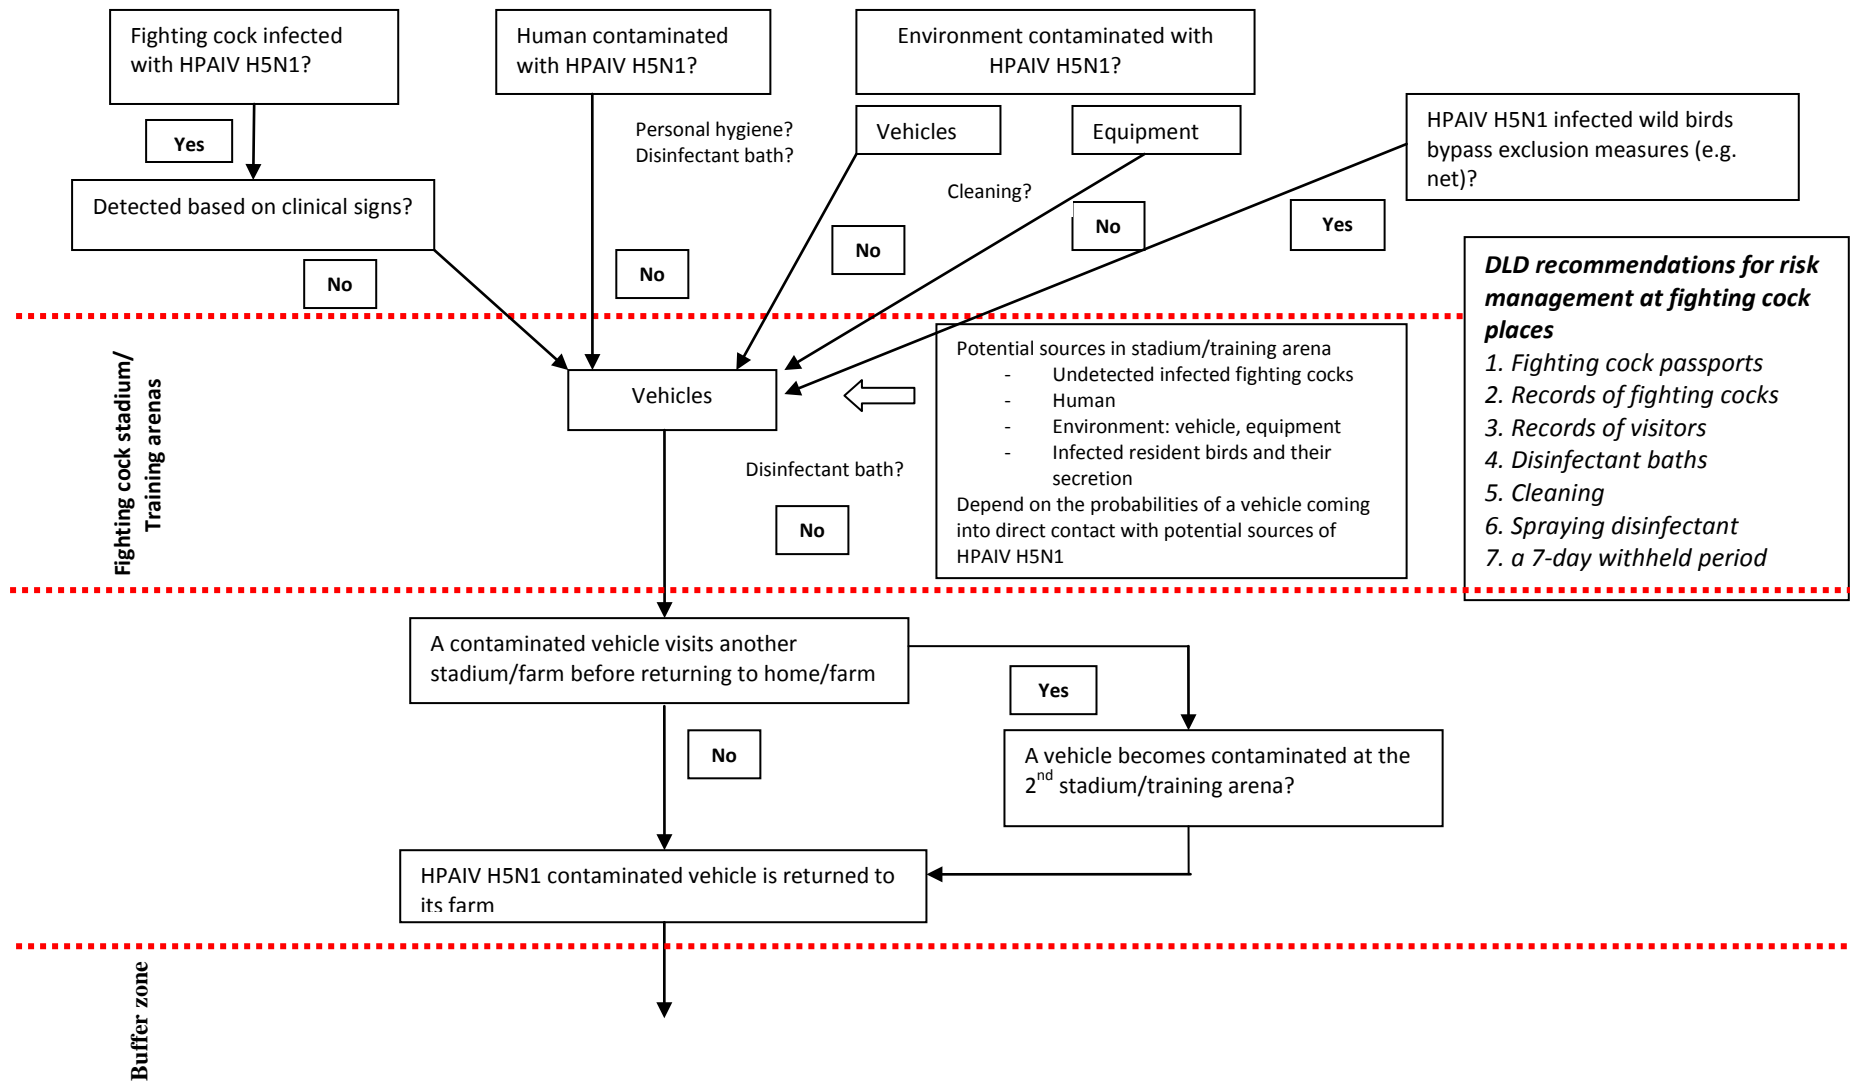 Fighting cock infected
with HPAIV H5N1?
Human contaminated
with HPAIV H5N1?
Environment contaminated with
HPAIV H5N1?
Yes
Personal hygiene?
Disinfectant bath?
Vehicles
Equipment
HPAIV H5N1 infected wild birds
bypass exclusion measures (e.g.
net)?
Detected based on clinical signs?
Cleaning?
No
No
No
No
Yes
DLD recommendations for risk
management at fighting cock
places
1. Fighting cock passports
2. Records of fighting cocks
3. Records of visitors
4. Disinfectant baths
5. Cleaning
6. Spraying disinfectant
7. a 7-day withheld period
Fighting cock stadium/
Training arenas
Vehicles
Potential sources in stadium/training arena
- Undetected infected fighting cocks
- Human
- Environment: vehicle, equipment
- Infected resident birds and their
secretion
Depend on the probabilities of a vehicle coming
into direct contact with potential sources of
HPAIV H5N1
Disinfectant bath?
No
A contaminated vehicle visits another
stadium/farm before returning to home/farm
Yes
No
A vehicle becomes contaminated at the
2nd stadium/training arena?
HPAIV H5N1 contaminated vehicle is returned to
its farm
Buffer zone